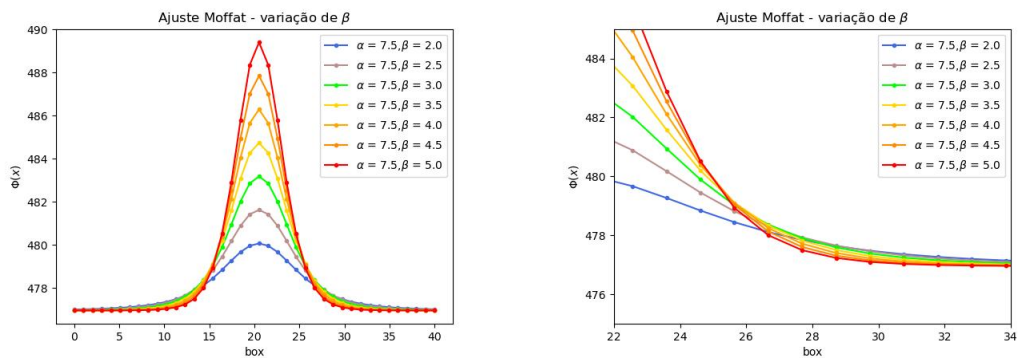 Ajuste Moffat - variação de β
490
488
486
484
482
480
478
Φ(x)
0
5
10
15
20
25
30
35
40
box
α = 7.5,β = 2.0
α = 7.5,β = 2.5
α = 7.5,β = 3.0
α = 7.5,β = 3.5
α = 7.5,β = 4.0
α = 7.5,β = 4.5
α = 7.5,β = 5.0
Ajuste Moffat - variação de β
484
482
480
478
476
Φ(x)
22
24
26
28
30
32
34
box
α = 7.5,β = 2.0
α = 7.5,β = 2.5
α = 7.5,β = 3.0
α = 7.5,β = 3.5
α = 7.5,β = 4.0
α = 7.5,β = 4.5
α = 7.5,β = 5.0